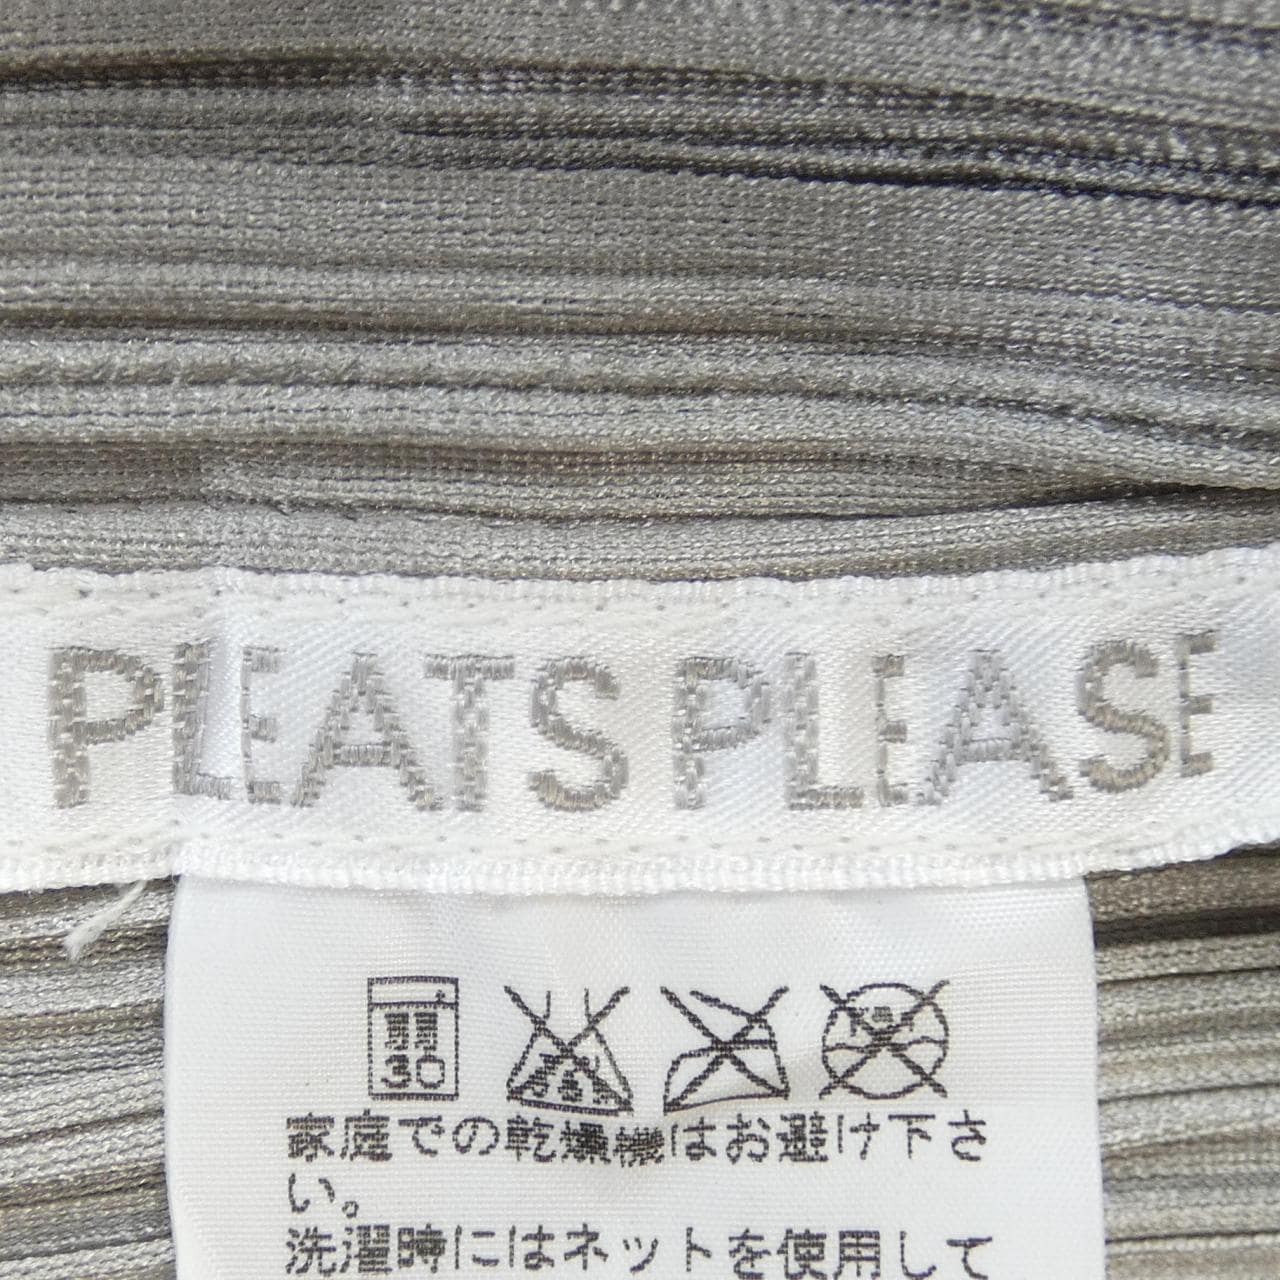 PLEATS PLEASE
弱
30
家庭での乾燥機はお避け下さ
い。
洗濯時にはネットを使用して